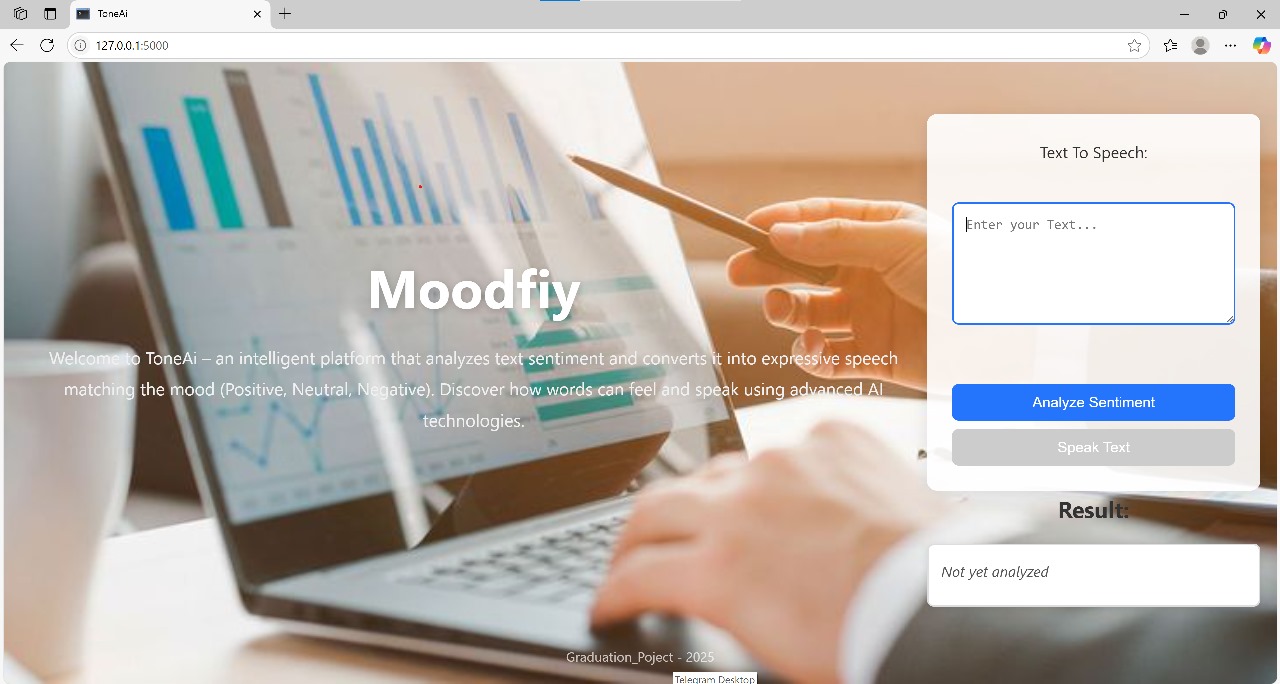 ToneAi
127.0.0.1:5000
Text To Speech:
Enter your Text...
Analyze Sentiment
Speak Text
Result:
Not yet analyzed
Moodfiy
Welcome to ToneAi – an intelligent platform that analyzes text sentiment and converts it into expressive speech
matching the mood (Positive, Neutral, Negative). Discover how words can feel and speak using advanced AI
technologies.
Graduation_Poject - 2025
Telegram Desktop